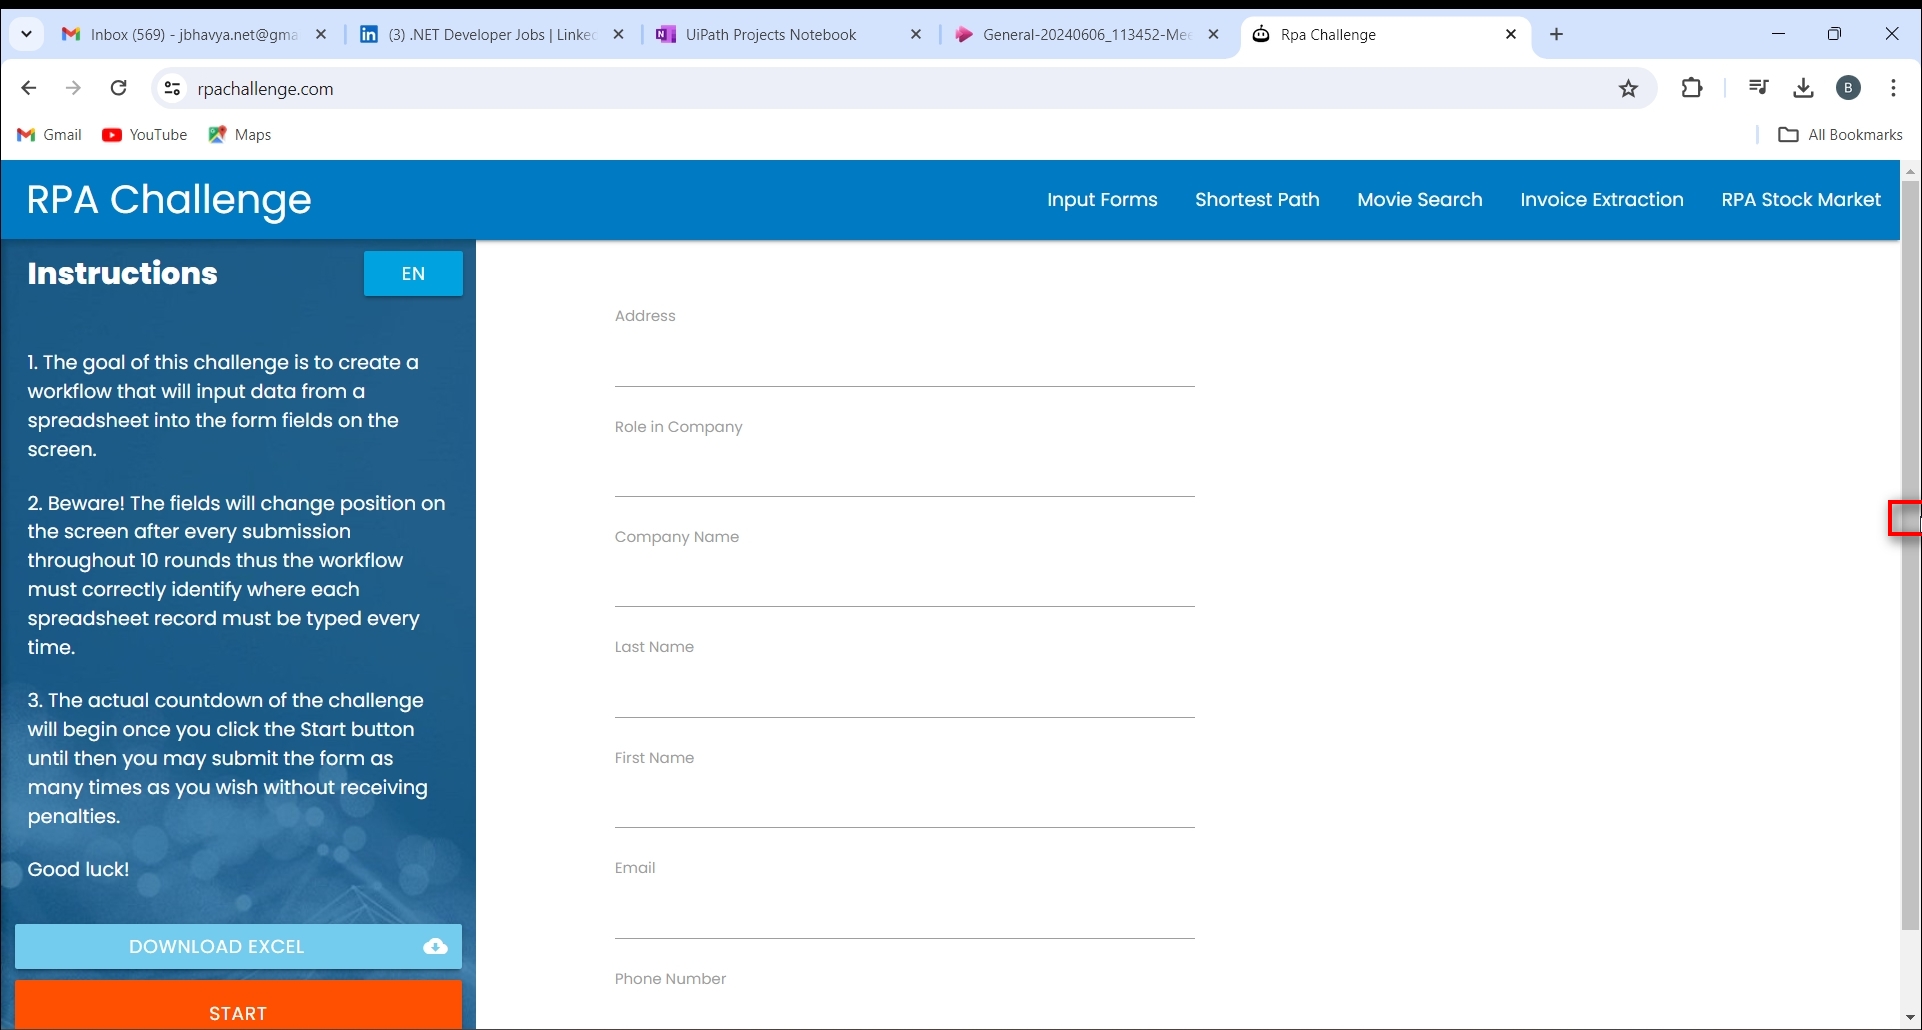 Inbox (569) - jbhavya.net@gma
(3) .NET Developer Jobs | Linke
UiPath Projects Notebook
General-20240606_113452-Mee
Rpa Challenge
rpachallenge.com
B
Gmail
YouTube
Maps
All Bookmarks
RPA Challenge
Input Forms
Shortest Path
Movie Search
Invoice Extraction
RPA Stock Market
Instructions
EN
1. The goal of this challenge is to create a
workflow that will input data from a
spreadsheet into the form fields on the
screen.
2. Beware! The fields will change position on
the screen after every submission
throughout 10 rounds thus the workflow
must correctly identify where each
spreadsheet record must be typed every
time.
3. The actual countdown of the challenge
will begin once you click the Start button
until then you may submit the form as
many times as you wish without receiving
penalties.
Good luck!
DOWNLOAD EXCEL
START
Address
Role in Company
Company Name
Last Name
First Name
Email
Phone Number